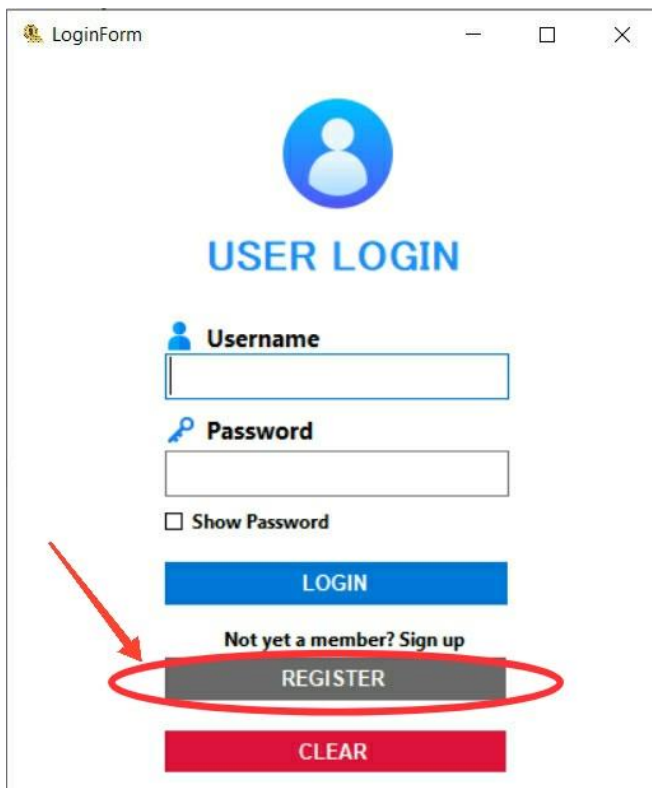 LoginForm
USER LOGIN
Username
Password
Show Password
LOGIN
Not yet a member? Sign up
REGISTER
CLEAR